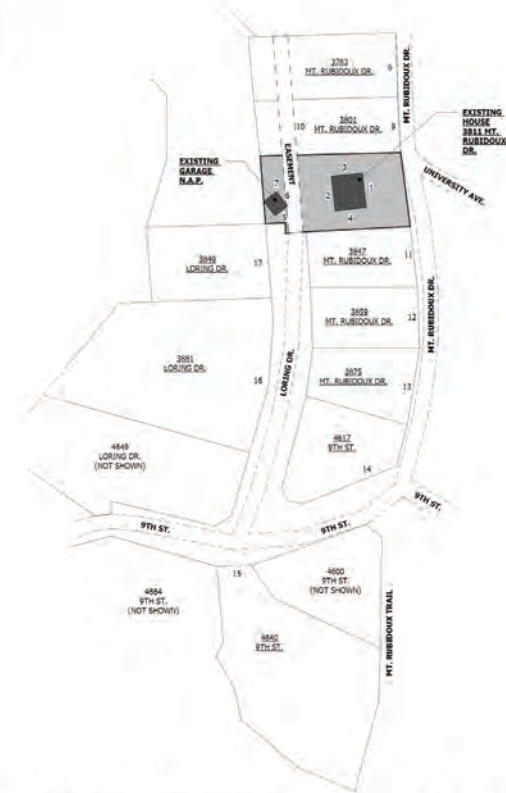 3783
MT. RUBIDOUX DR.
8
MT. RUBIDOUX DR.
10
3801
MT. RUBIDOUX DR.
9
EXISTING
HOUSE
3811 MT.
RUBIDOUX
DR.
EASEMENT
EXISTING
GARAGE
N.A.P.
7
6
5
3
2
1
4
UNIVERSITY AVE.
3849
LORING DR.
17
3847
MT. RUBIDOUX DR.
11
3859
MT. RUBIDOUX DR.
12
MT. RUBIDOUX DR.
3881
LORING DR.
16
LORING DR.
3875
MT. RUBIDOUX DR.
13
4649
LORING DR.
(NOT SHOWN)
4617
9TH ST.
14
9TH ST.
9TH ST.
9TH ST.
15
4664
9TH ST.
(NOT SHOWN)
4600
9TH ST.
(NOT SHOWN)
4640
9TH ST.
MT. RUBIDOUX TRAIL